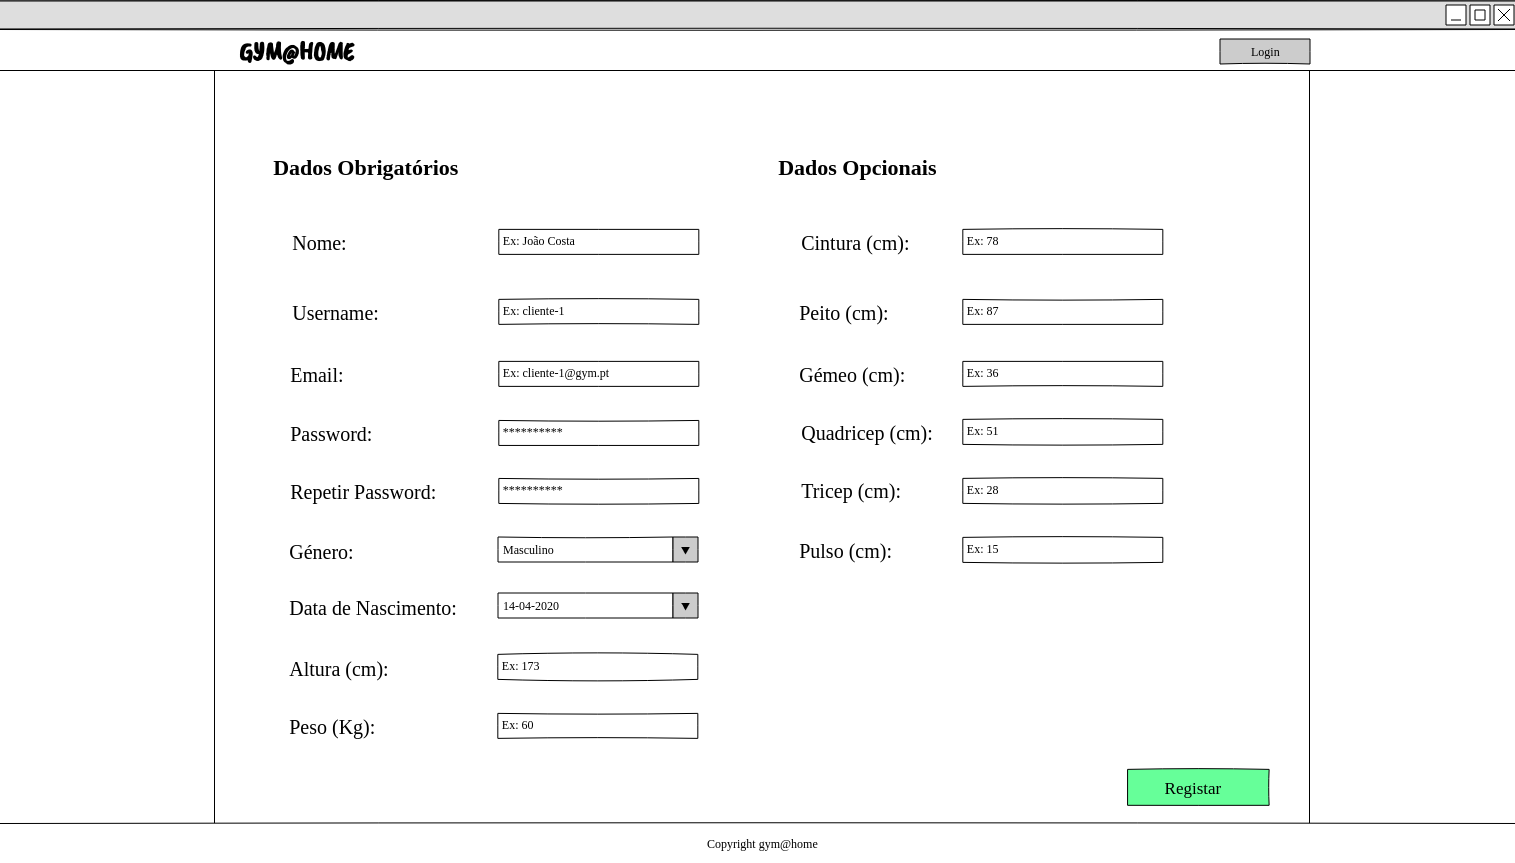 GYM@HOME
Login
Dados Obrigatórios
Nome:
Ex: João Costa
Username:
Ex: cliente-1
Email:
Ex: cliente-1@gym.pt
Password:
**********
Repetir Password:
**********
Género:
Masculino
Data de Nascimento:
14-04-2020
Altura (cm):
Ex: 173
Peso (Kg):
Ex: 60
Dados Opcionais
Cintura (cm):
Ex: 78
Peito (cm):
Ex: 87
Gémeo (cm):
Ex: 36
Quadricep (cm):
Ex: 51
Tricep (cm):
Ex: 28
Pulso (cm):
Ex: 15
Registar
Copyright gym@home